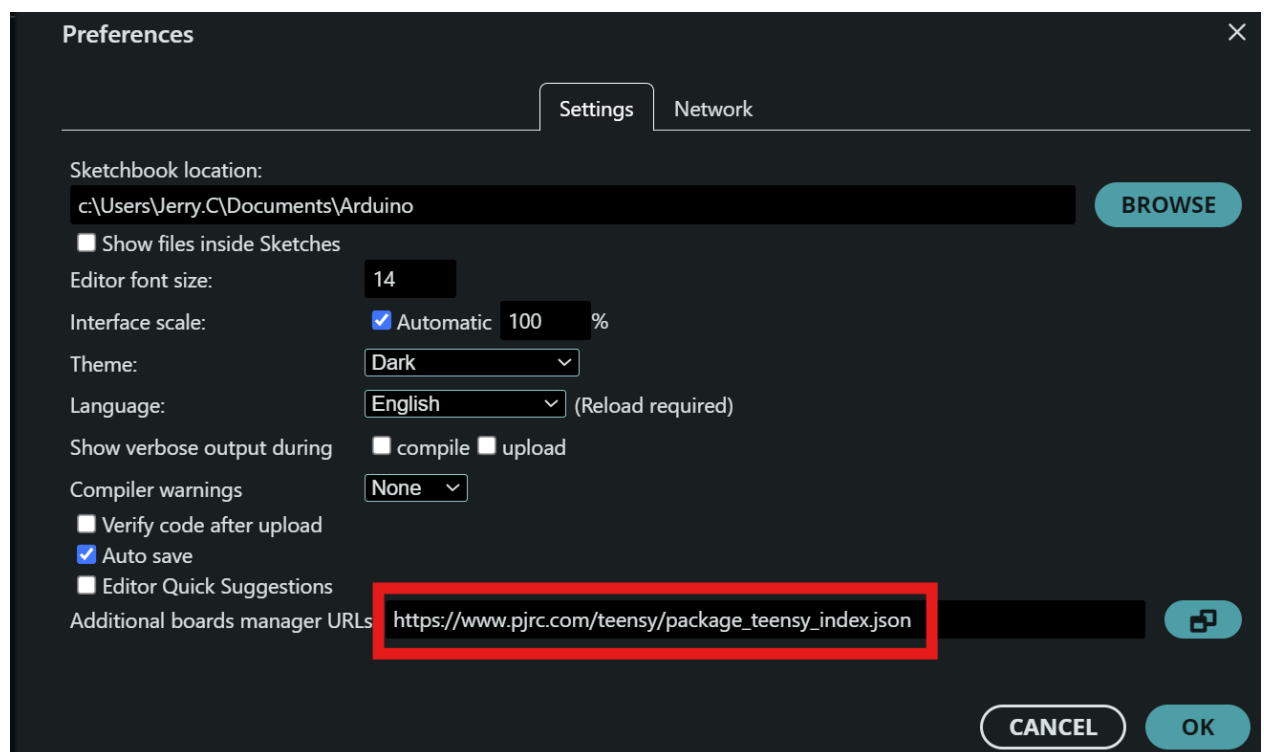 Preferences
Settings Network
Sketchbook location:
c:\Users\Jerry.C\Documents\Arduino BROWSE
Show files inside Sketches
Editor font size: 14
Interface scale: Automatic 100 %
Theme: Dark
Language: English (Reload required)
Show verbose output during compile upload
Compiler warnings None
Verify code after upload
Auto save
Editor Quick Suggestions
Additional boards manager URLs https://www.pjrc.com/teensy/package_teensy_index.json
CANCEL OK